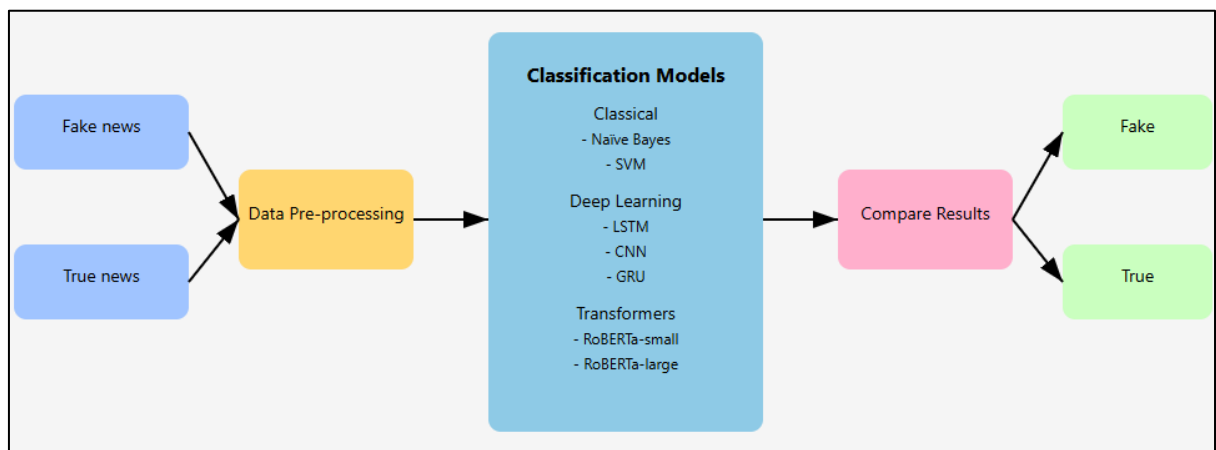 Fake news
True news
Data Pre-processing
Classification Models
Classical
- Naïve Bayes
- SVM
Deep Learning
- LSTM
- CNN
- GRU
Transformers
- RoBERTa-small
- RoBERTa-large
Compare Results
Fake
True